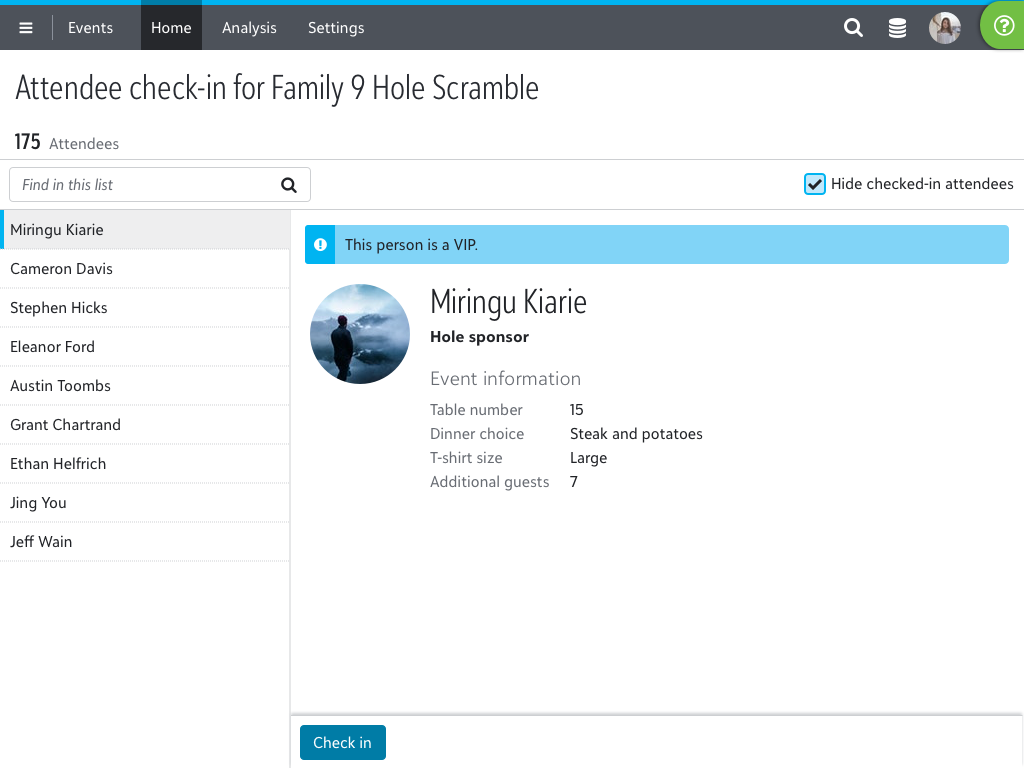 Events Home Analysis Settings
Attendee check-in for Family 9 Hole Scramble
175 Attendees
Find in this list
Hide checked-in attendees
Miringu Kiarie
Cameron Davis
Stephen Hicks
Eleanor Ford
Austin Toombs
Grant Chartrand
Ethan Helfrich
Jing You
Jeff Wain
This person is a VIP.
Miringu Kiarie
Hole sponsor
Event information
Table number 15
Dinner choice Steak and potatoes
T-shirt size Large
Additional guests 7
Check in